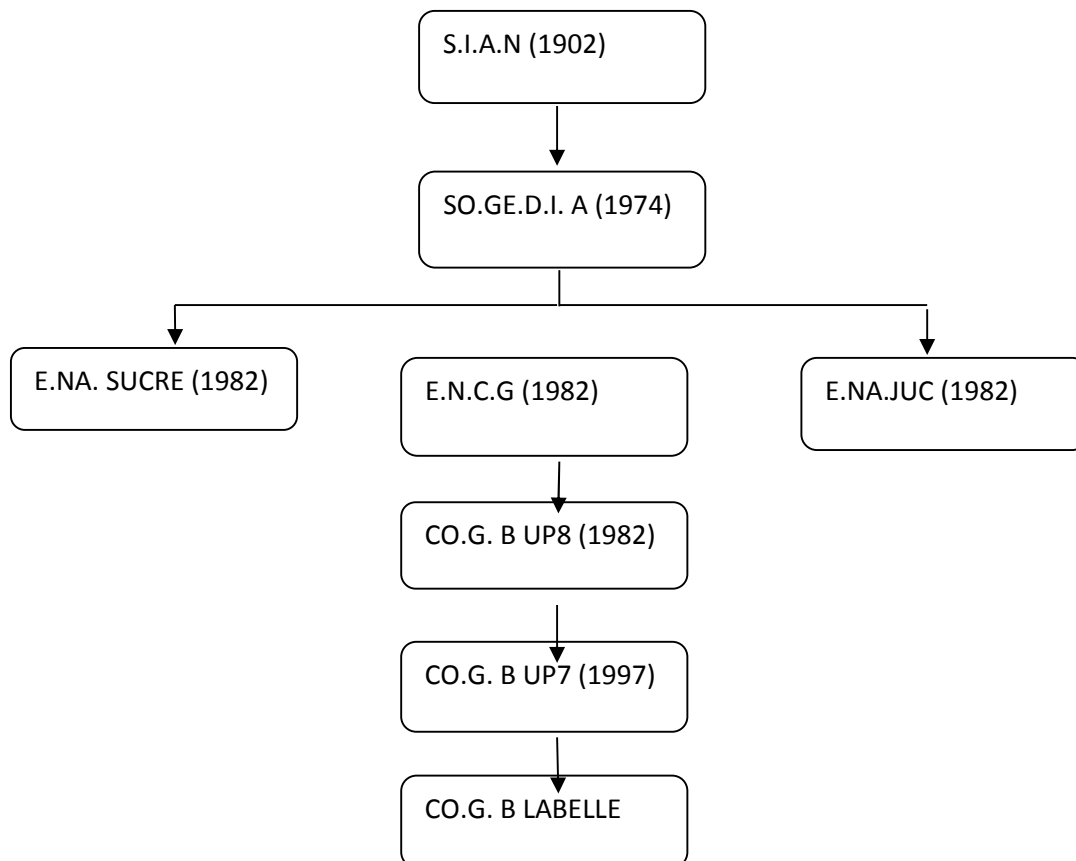 S.I.A.N (1902)
SO.GE.D.I. A (1974)
E.NA. SUCRE (1982)
E.N.C.G (1982)
E.NA.JUC (1982)
CO.G. B UP8 (1982)
CO.G. B UP7 (1997)
CO.G. B LABELLE